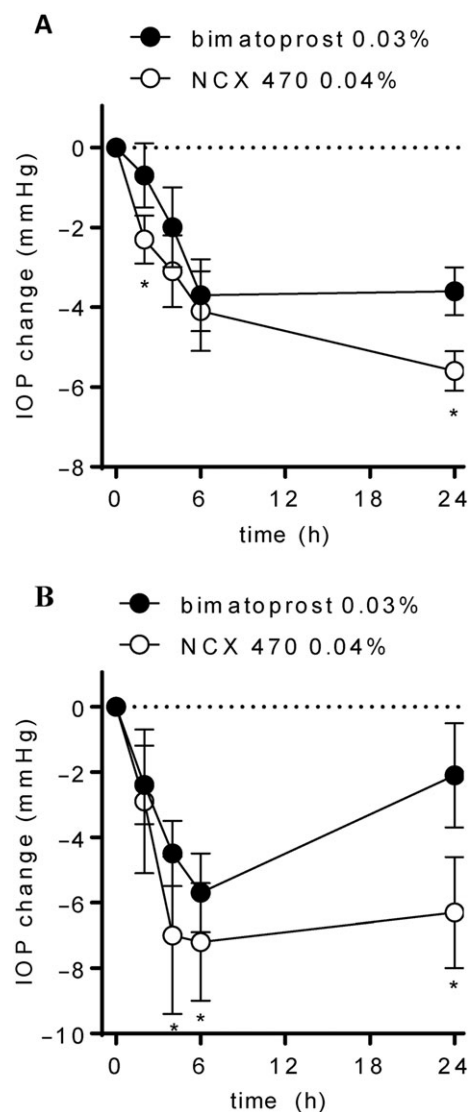 A
bimatoprost 0.03%
NCX 470 0.04%
0
−2
−4
−6
−8
IOP change (mmHg)
*
*
0 6 12 18 24
time (h)
B
bimatoprost 0.03%
NCX 470 0.04%
0
−2
−4
−6
−8
−10
IOP change (mmHg)
* * *
0 6 12 18 24
time (h)